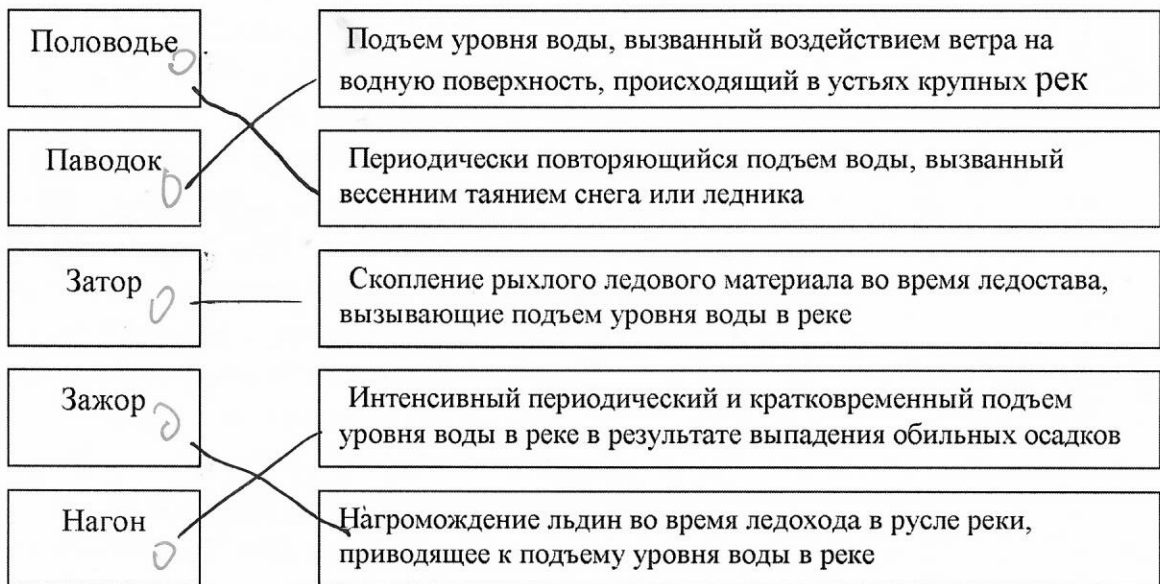 Половодье
Подъем уровня воды, вызванный воздействием ветра на
водную поверхность, происходящий в устьях крупных рек
Паводок
Периодически повторяющийся подъем воды, вызванный
весенним таянием снега или ледника
Затор
Скопление рыхлого ледового материала во время ледостава,
вызывающие подъем уровня воды в реке
Зажор
Интенсивный периодический и кратковременный подъем
уровня воды в реке в результате выпадения обильных осадков
Нагон
Нагромождение льдин во время ледохода в русле реки,
приводящее к подъему уровня воды в реке